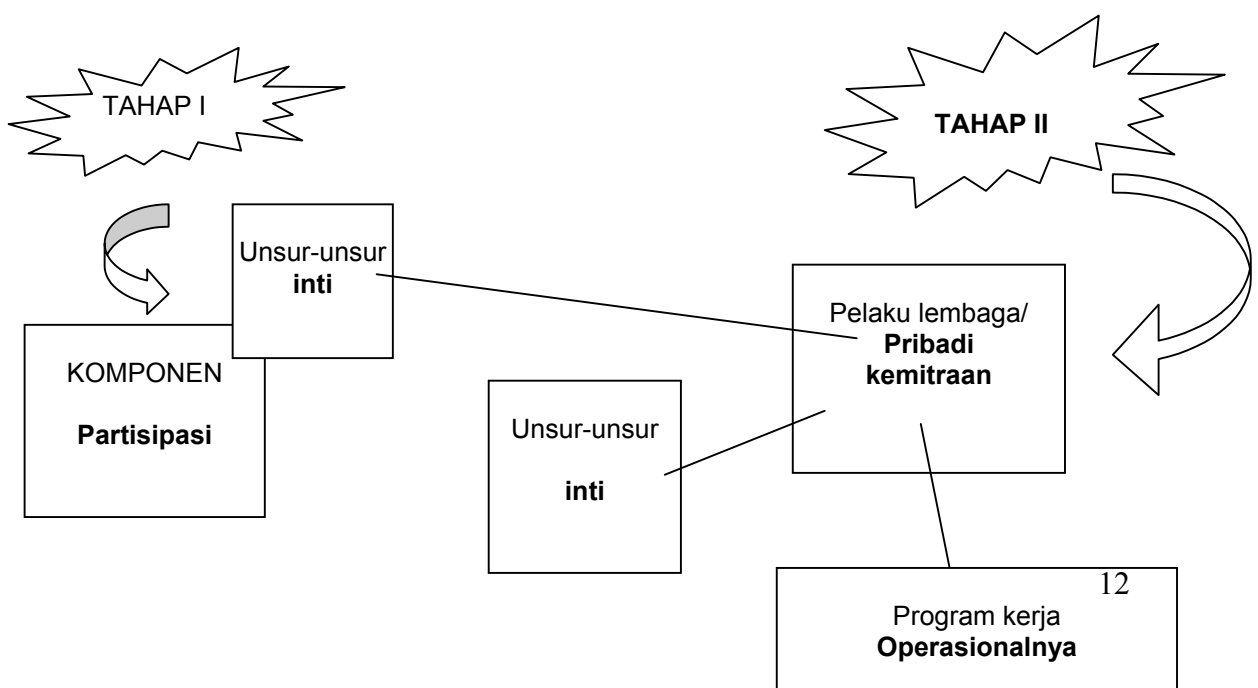 TAHAP I
TAHAP II
Unsur-unsur
inti
KOMPONEN
Partisipasi
Unsur-unsur
inti
Pelaku lembaga/
Pribadi
kemitraan
12
Program kerja
Operasionalnya